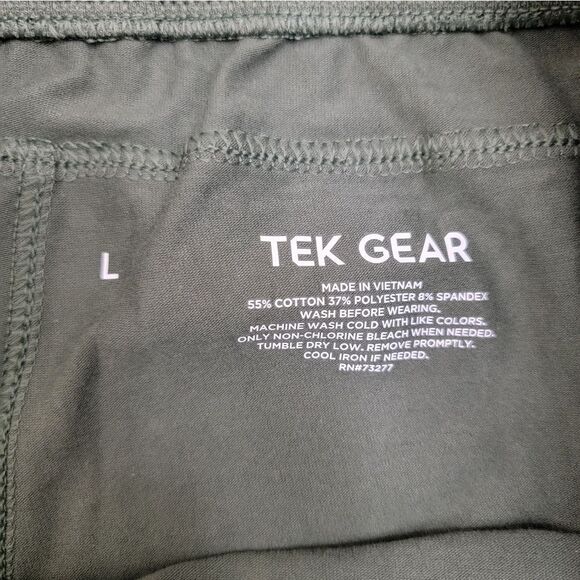 L
TEK GEAR
MADE IN VIETNAM
55% COTTON 37% POLYESTER 8% SPANDEX
WASH BEFORE WEARING.
MACHINE WASH COLD WITH LIKE COLORS.
ONLY NON-CHLORINE BLEACH WHEN NEEDED.
TUMBLE DRY LOW. REMOVE PROMPTLY.
COOL IRON IF NEEDED.
RN#73277